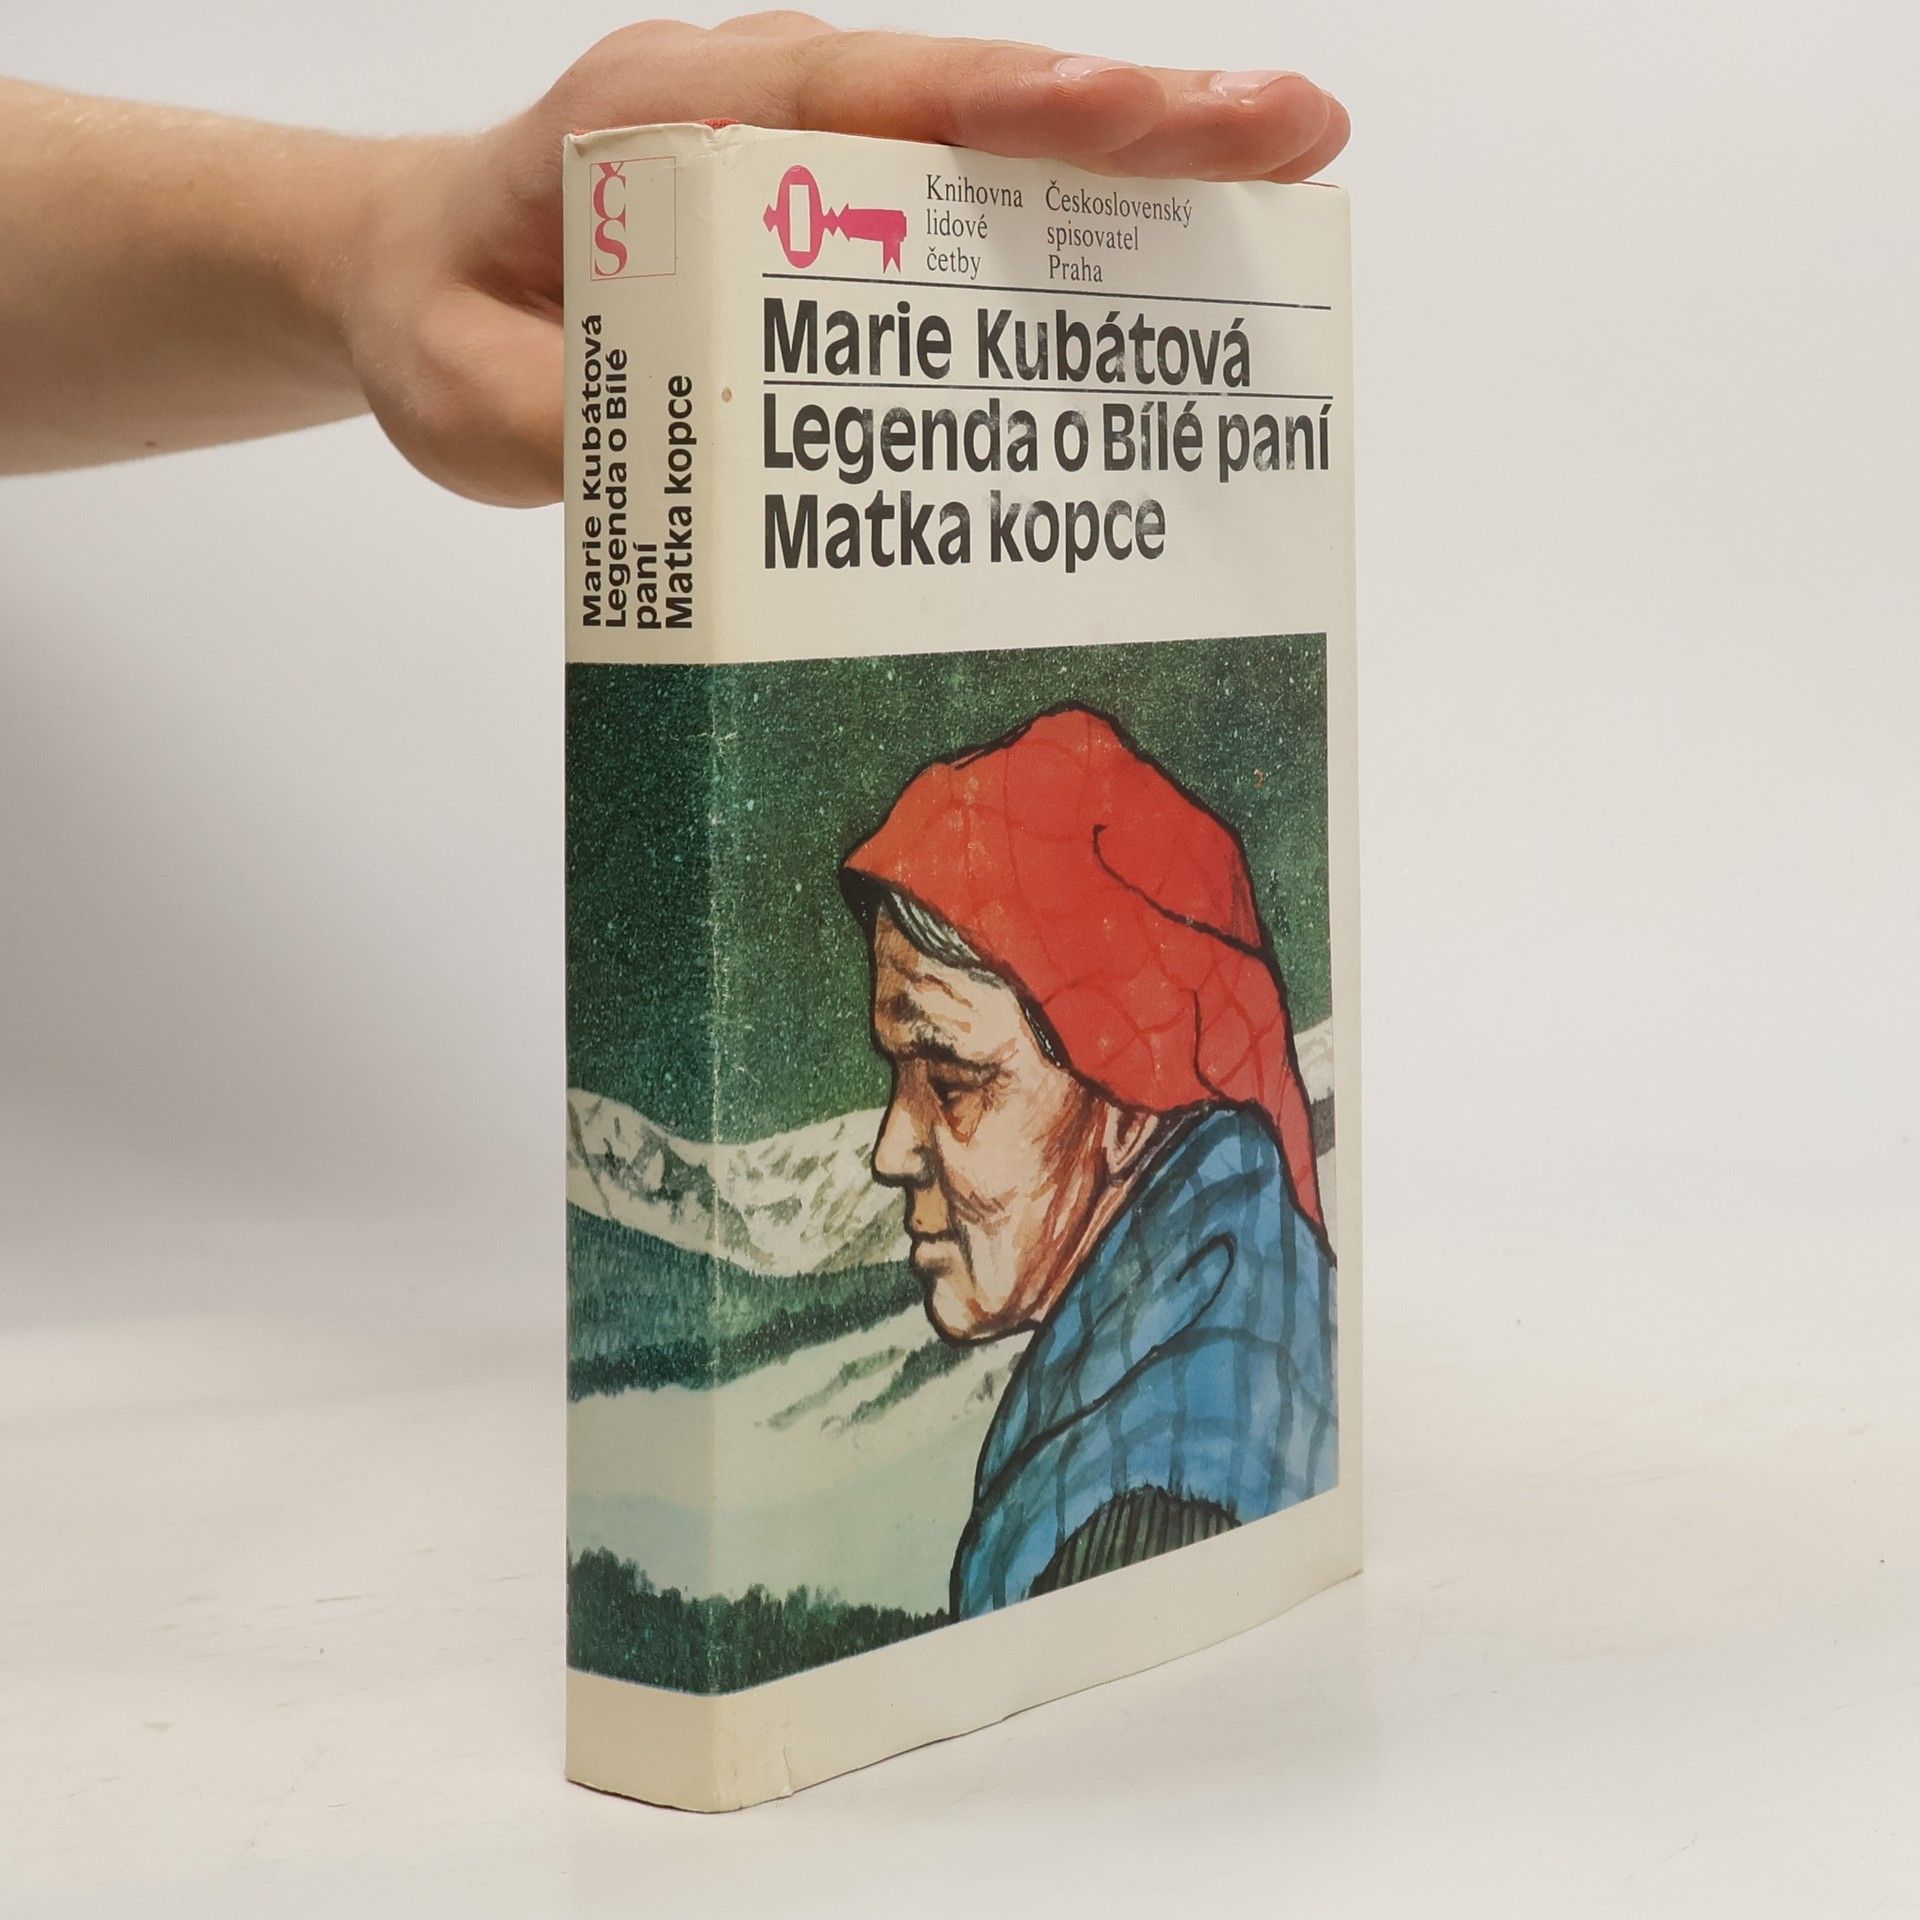 ČS
Marie Kubátová
Legenda o Bílé
paní
Matka kopce
Knihovna
lidové
četby
Československý
spisovatel
Praha
Marie Kubátová
Legenda o Bílé paní
Matka kopce